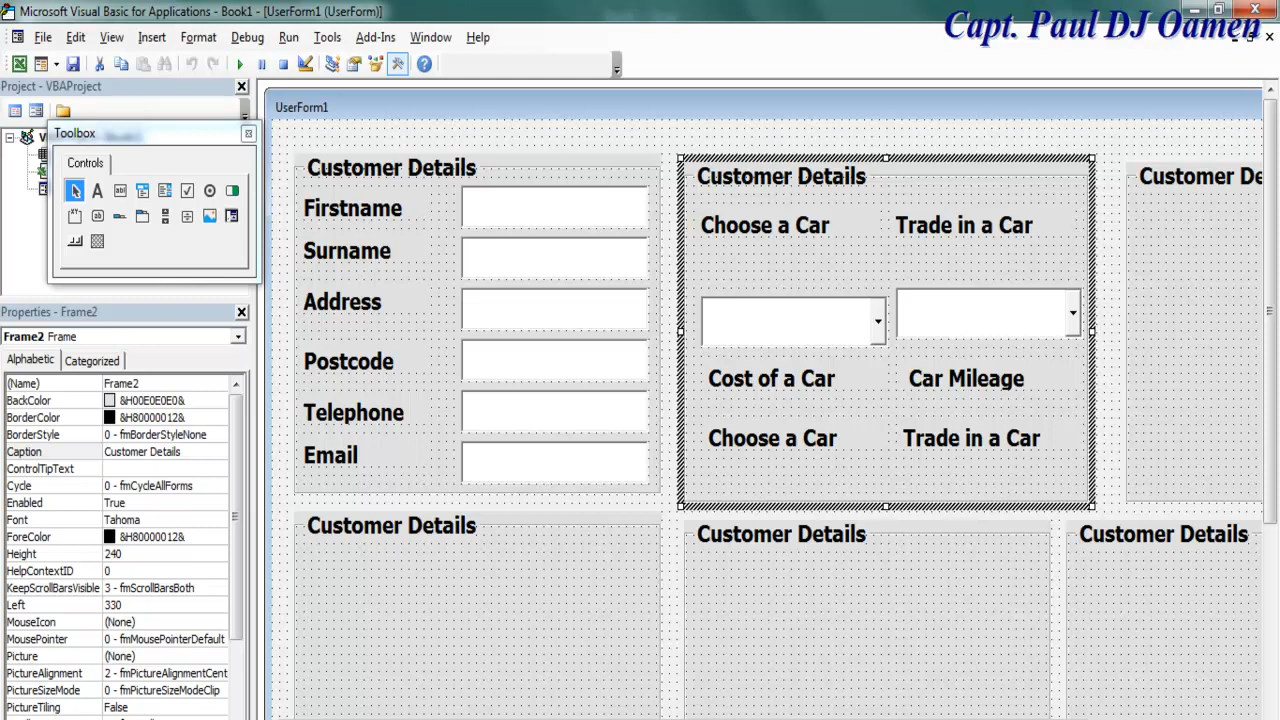 Microsoft Visual Basic for Applications - Book1 - [UserForm1 (UserForm)]
Capt. Paul DJ Oamen
File Edit View Insert Format Debug Run Tools Add-Ins Window Help
Project - VBAProject
Toolbox
Controls
UserForm1
Customer Details
Firstname
Surname
Address
Postcode
Telephone
Email
Customer Details
Choose a Car Trade in a Car
Cost of a Car Car Mileage
Choose a Car Trade in a Car
Customer De
Customer Details
Customer Details
Customer Details
Properties - Frame2
Frame2 Frame
Alphabetic Categorized
(Name) Frame2
BackColor &H00E0E0E0&
BorderColor &H80000012&
BorderStyle 0 - fmBorderStyleNone
Caption Customer Details
ControlTipText
Cycle 0 - fmCycleAllForms
Enabled True
Font Tahoma
ForeColor &H80000012&
Height 240
HelpContextID 0
KeepScrollBarsVisible 3 - fmScrollBarsBoth
Left 330
MouseIcon (None)
MousePointer 0 - fmMousePointerDefault
Picture (None)
PictureAlignment 2 - fmPictureAlignmentCent
PictureSizeMode 0 - fmPictureSizeModeClip
PictureTiling False